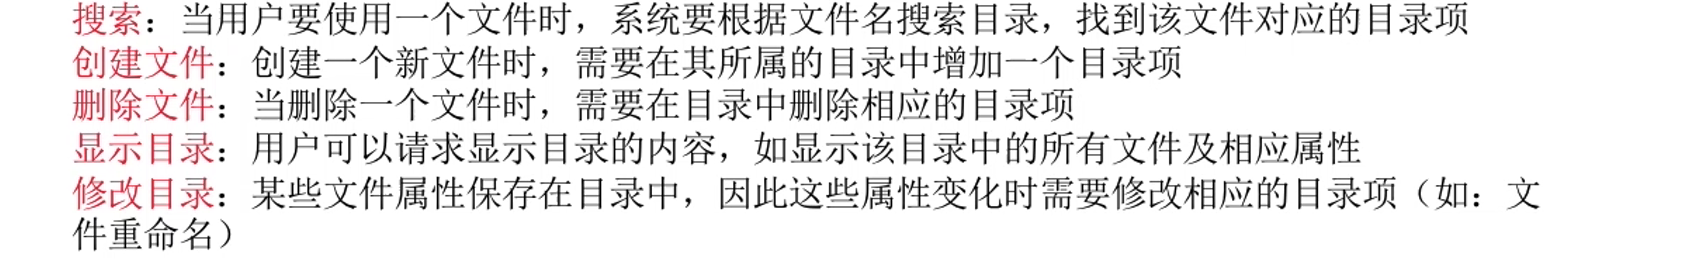 搜索：当用户要使用一个文件时，系统要根据文件名搜索目录，找到该文件对应的目录项
创建文件：创建一个新文件时，需要在其所属的目录中增加一个目录项
删除文件：当删除一个文件时，需要在目录中删除相应的目录项
显示目录：用户可以请求显示目录的内容，如显示该目录中的所有文件及相应属性
修改目录：某些文件属性保存在目录中，因此这些属性变化时需要修改相应的目录项（如：文
件重命名）